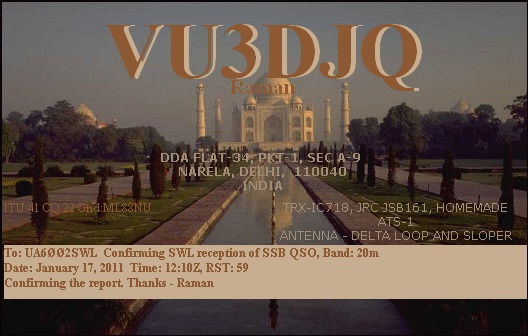 VU3DJQ
Raman
DDA FLAT-34, PKT-1, SEC A-9
NARELA, DELHI, 110040
INDIA
ITU:41 CQ:22 Grid:ML88NU
TRX-IC718, JRC JSB161, HOMEMADE
ATS-1
ANTENNA - DELTA LOOP AND SLOPER
To: UA6ØØ2SWL Confirming SWL reception of SSB QSO, Band: 20m
Date: January 17, 2011 Time: 12:10Z, RST: 59
Confirming the report. Thanks - Raman